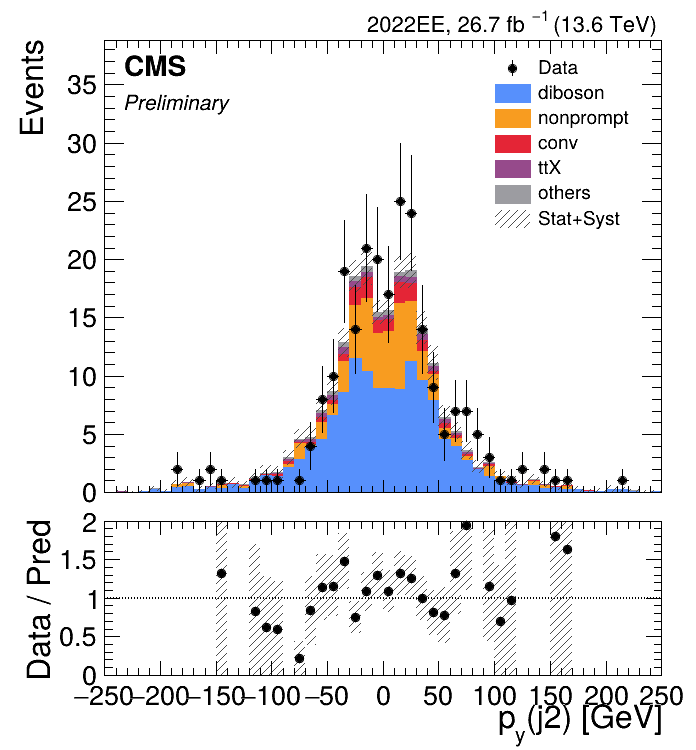 2022EE, 26.7 fb⁻¹ (13.6 TeV)
CMS
Preliminary
Events
35
30
25
20
15
10
5
0
Data
diboson
nonprompt
conv
ttX
others
Stat+Syst
Data / Pred
2
1.5
1
0.5
0
−250 −200 −150 −100 −50 0 50 100 150 200 250
p_y(j2) [GeV]